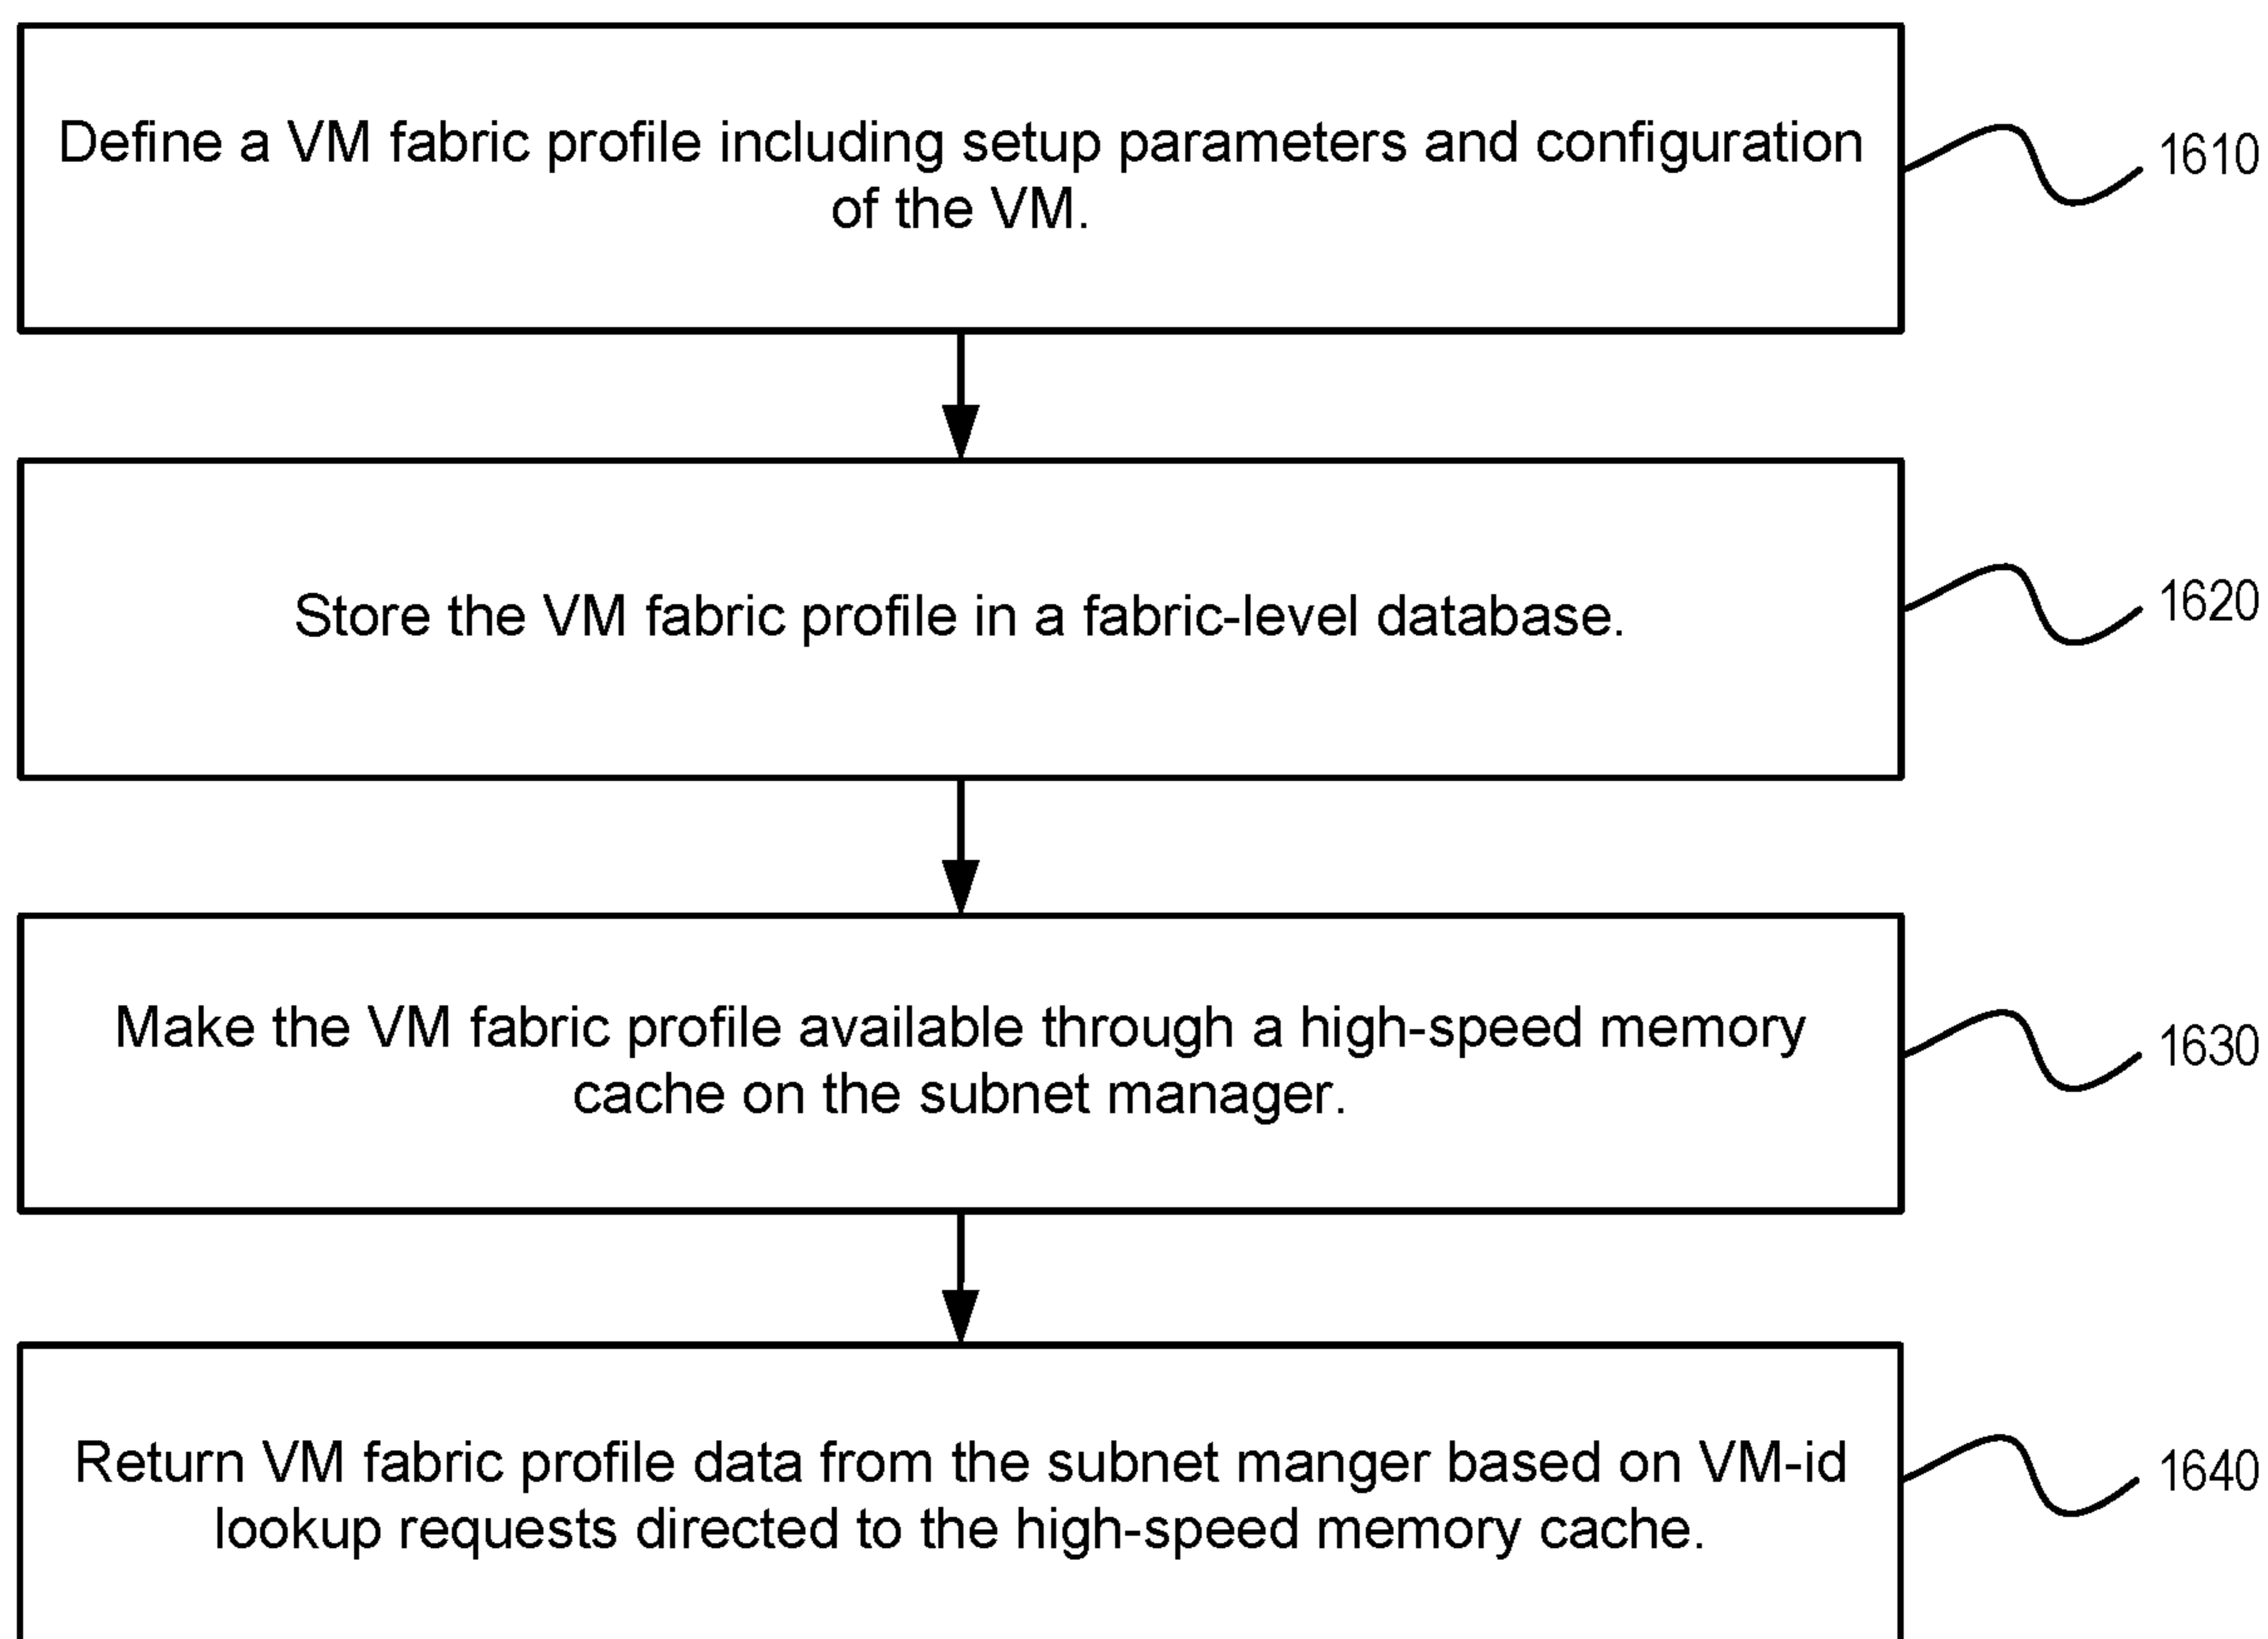 Define a VM fabric profile including setup parameters and configuration
of the VM.
1610
Store the VM fabric profile in a fabric-level database.
1620
Make the VM fabric profile available through a high-speed memory
cache on the subnet manager.
1630
Return VM fabric profile data from the subnet manger based on VM-id
lookup requests directed to the high-speed memory cache.
1640